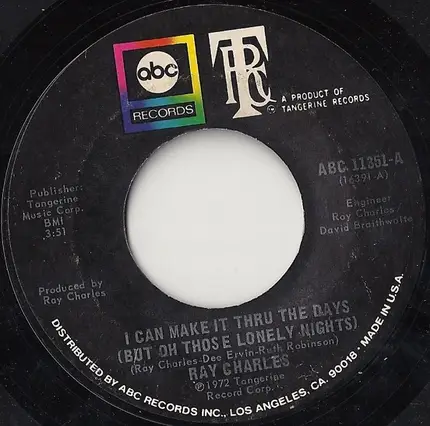 abc
RECORDS
TRC
A PRODUCT OF
TANGERINE RECORDS
ABC 11351-A
(16391 A)
Publisher:
Tangerine
Music Corp.
BMI
3:51
Engineer
Ray Charles
David Braithwaite
Produced by
Ray Charles
I CAN MAKE IT THRU THE DAYS
(BUT OH THOSE LONELY NIGHTS)
(Ray Charles-Dee Ervin-Ruth Robinson)
RAY CHARLES
℗1972 Tangerine
Record Corp.
DISTRIBUTED BY ABC RECORDS INC., LOS ANGELES, CA. 90018 · MADE IN U.S.A.